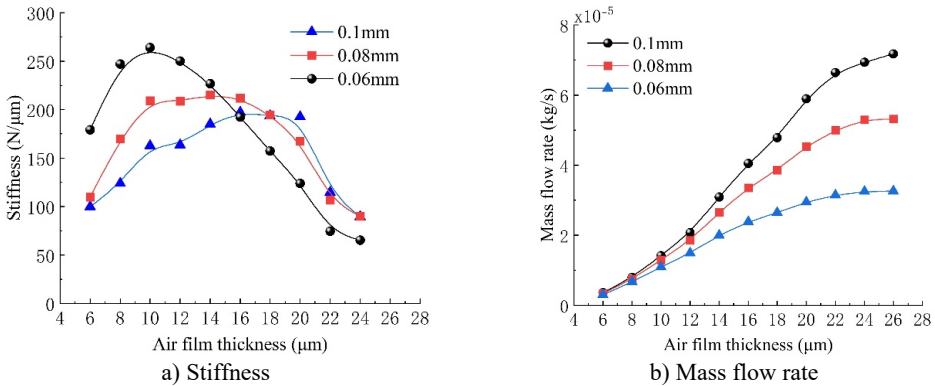 300
250
200
150
100
50
0
Stiffness (N/μm)
0.1mm
0.08mm
0.06mm
4 6 8 10 12 14 16 18 20 22 24 26 28
Air film thickness (μm)
a) Stiffness
×10⁻⁵
8
6
4
2
0
Mass flow rate (kg/s)
0.1mm
0.08mm
0.06mm
4 6 8 10 12 14 16 18 20 22 24 26 28
Air film thickness (μm)
b) Mass flow rate